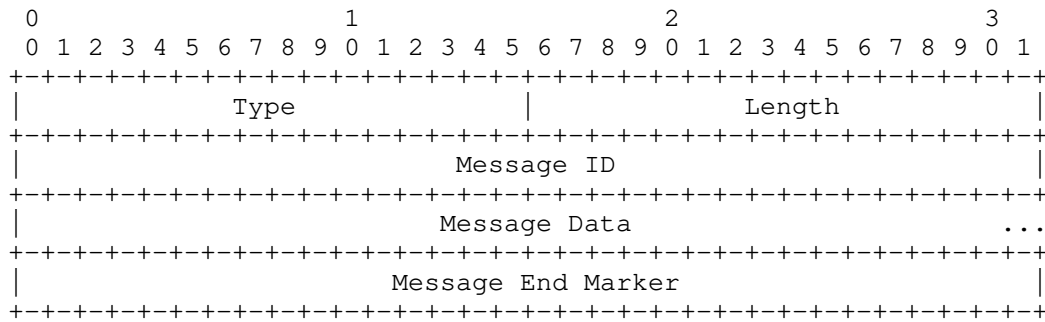 0                   1                   2                   3
 0 1 2 3 4 5 6 7 8 9 0 1 2 3 4 5 6 7 8 9 0 1 2 3 4 5 6 7 8 9 0 1
+-+-+-+-+-+-+-+-+-+-+-+-+-+-+-+-+-+-+-+-+-+-+-+-+-+-+-+-+-+-+-+-+
|             Type              |             Length            |
+-+-+-+-+-+-+-+-+-+-+-+-+-+-+-+-+-+-+-+-+-+-+-+-+-+-+-+-+-+-+-+-+
|                           Message ID                          |
+-+-+-+-+-+-+-+-+-+-+-+-+-+-+-+-+-+-+-+-+-+-+-+-+-+-+-+-+-+-+-+-+
|                          Message Data                       ...
+-+-+-+-+-+-+-+-+-+-+-+-+-+-+-+-+-+-+-+-+-+-+-+-+-+-+-+-+-+-+-+-+
|                       Message End Marker                      |
+-+-+-+-+-+-+-+-+-+-+-+-+-+-+-+-+-+-+-+-+-+-+-+-+-+-+-+-+-+-+-+-+